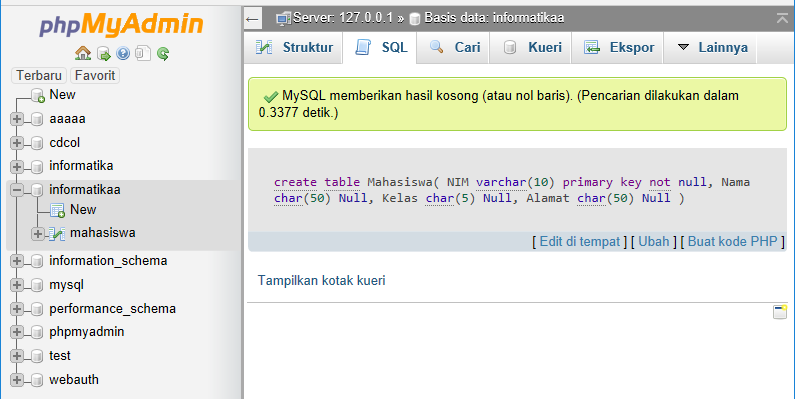 phpMyAdmin
Terbaru Favorit
New
aaaaa
cdcol
informatika
informatikaa
New
mahasiswa
information_schema
mysql
performance_schema
phpmyadmin
test
webauth
Server: 127.0.0.1 » Basis data: informatikaa
Struktur SQL Cari Kueri Ekspor Lainnya
MySQL memberikan hasil kosong (atau nol baris). (Pencarian dilakukan dalam
0.3377 detik.)
create table Mahasiswa( NIM varchar(10) primary key not null, Nama
char(50) Null, Kelas char(5) Null, Alamat char(50) Null )
[ Edit di tempat ] [ Ubah ] [ Buat kode PHP ]
Tampilkan kotak kueri